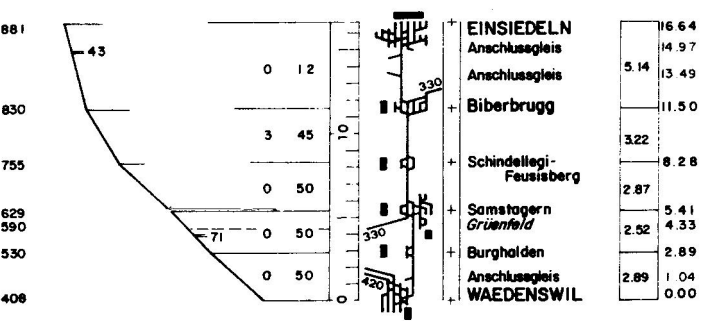 881 EINSIEDELN 16.64
43 Anschlussgleis 14.97
0 12 5.14
Anschlussgleis 13.49
330
830 Biberbrugg 11.50
10
3 45 3.22
755 Schindellegi- 8.28
Feusisberg
0 50 2.87
629 Samstagern 5.41
590 Grüenfeld 4.33
71 0 50 330 2.52
530 Burghalden 2.89
0 50 420 Anschlussgleis 2.89 1.04
408 0 WAEDENSWIL 0.00